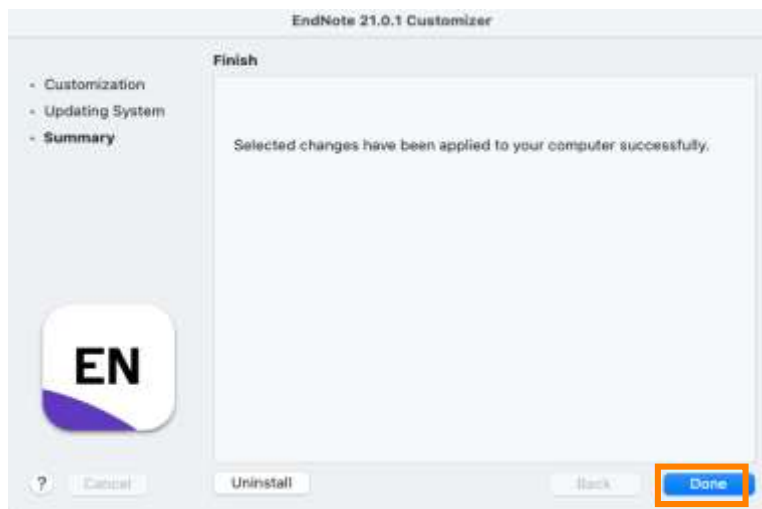 EndNote 21.0.1 Customizer
Finish
- Customization
- Updating System
- Summary
Selected changes have been applied to your computer successfully.
EN
? Cancel Uninstall Back Done